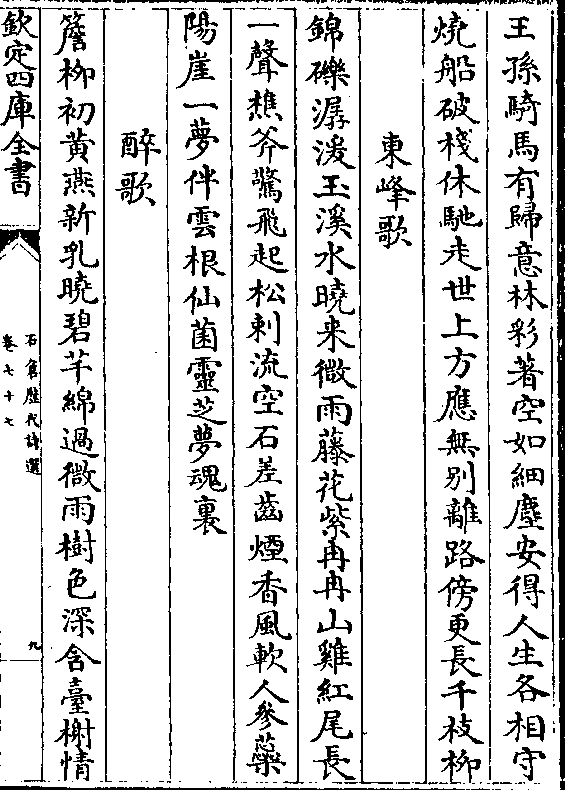 王孫騎馬有歸意林彩著空如細塵安得人生各相守
燒船破棧休馳走世上方應無别離路傍更長千枝柳
東峰歌
錦礫潺湲玉溪水曉来微雨藤花紫冉冉山雞紅尾長
一聲樵斧驚飛起松刺流空石差齒煙香風軟人參蘂
陽崖一夢伴雲根仙菌靈芝夢魂裏
醉歌
簷柳初黃燕新乳曉碧芊綿過微雨樹色深含臺榭情
欽定四庫全書
石倉歷代詩選
卷七十七
九